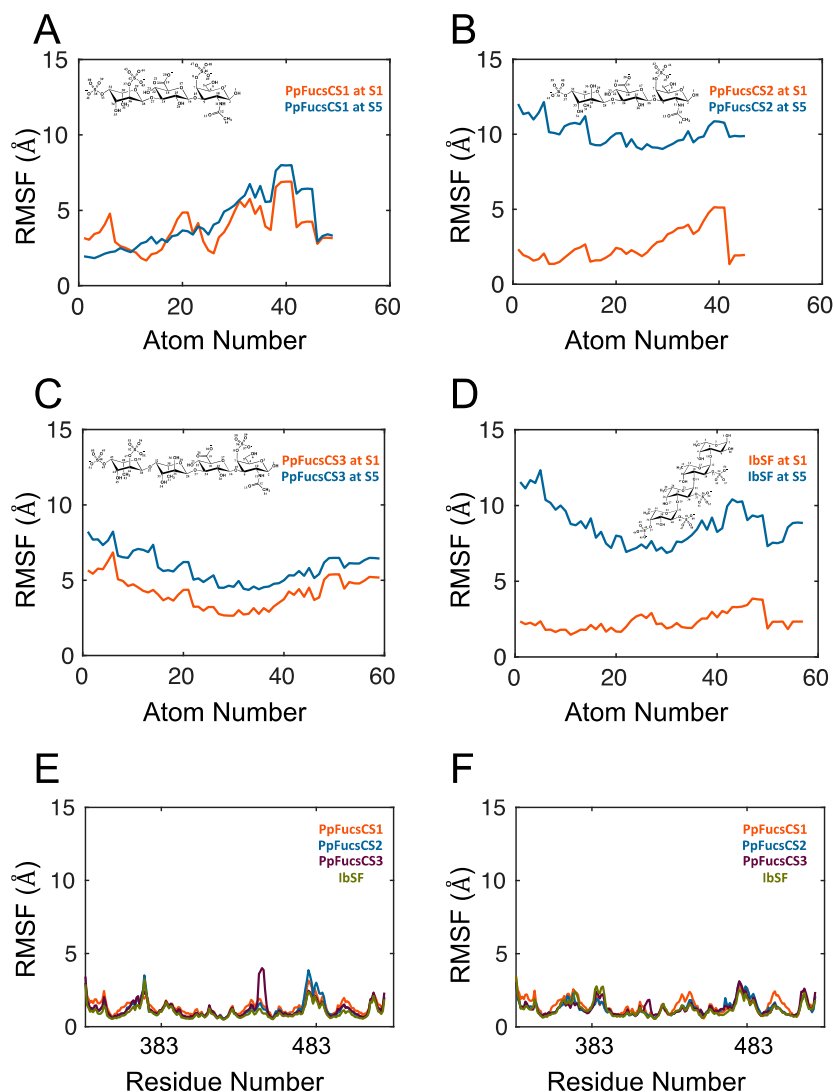 A
15
10
5
0
RMSF (Å)
PpFucsCS1 at S1
PpFucsCS1 at S5
0
20
40
60
Atom Number
B
15
10
5
0
RMSF (Å)
PpFucsCS2 at S1
PpFucsCS2 at S5
0
20
40
60
Atom Number
C
15
10
5
0
RMSF (Å)
PpFucsCS3 at S1
PpFucsCS3 at S5
0
20
40
60
Atom Number
D
15
10
5
0
RMSF (Å)
IbSF at S1
IbSF at S5
0
20
40
60
Atom Number
E
15
10
5
0
RMSF (Å)
PpFucsCS1
PpFucsCS2
PpFucsCS3
IbSF
383
483
Residue Number
F
15
10
5
0
RMSF (Å)
PpFucsCS1
PpFucsCS2
PpFucsCS3
IbSF
383
483
Residue Number